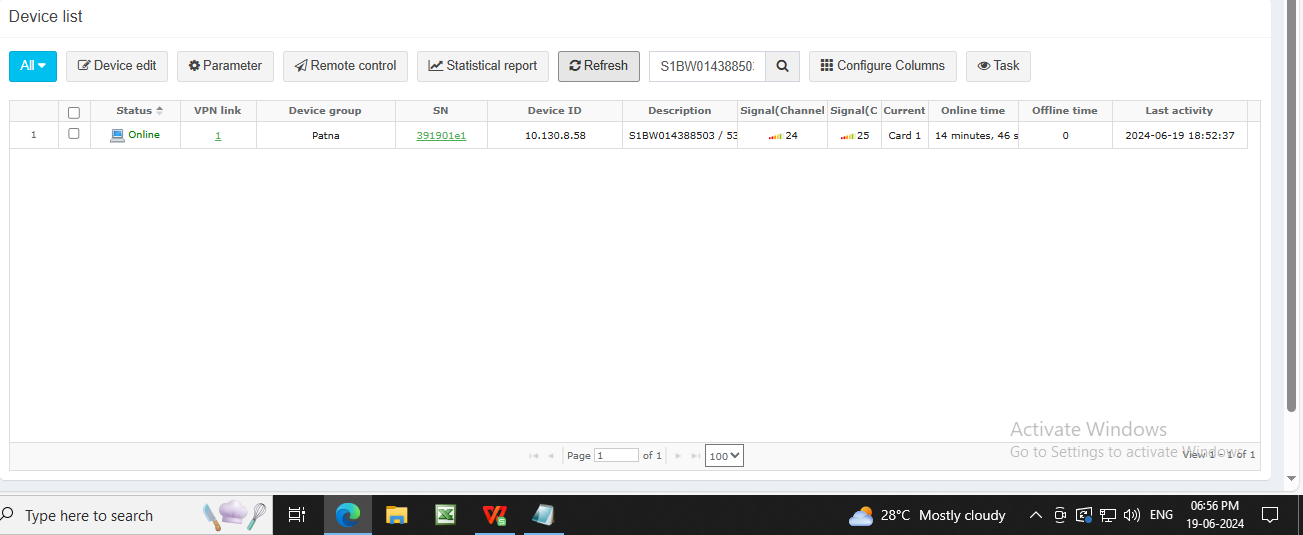 Device list
All Device edit Parameter Remote control Statistical report Refresh S1BW014388503 Configure Columns Task
Status VPN link Device group SN Device ID Description Signal(Channel Signal(C Current Online time Offline time Last activity
1 Online 1 Patna 391901e1 10.130.8.58 S1BW014388503 / 53 24 25 Card 1 14 minutes, 46 s 0 2024-06-19 18:52:37
Activate Windows
Go to Settings to activate Windows.
Page 1 of 1 100 View 1 - 1 of 1
Type here to search 28°C Mostly cloudy ENG 06:56 PM
19-06-2024